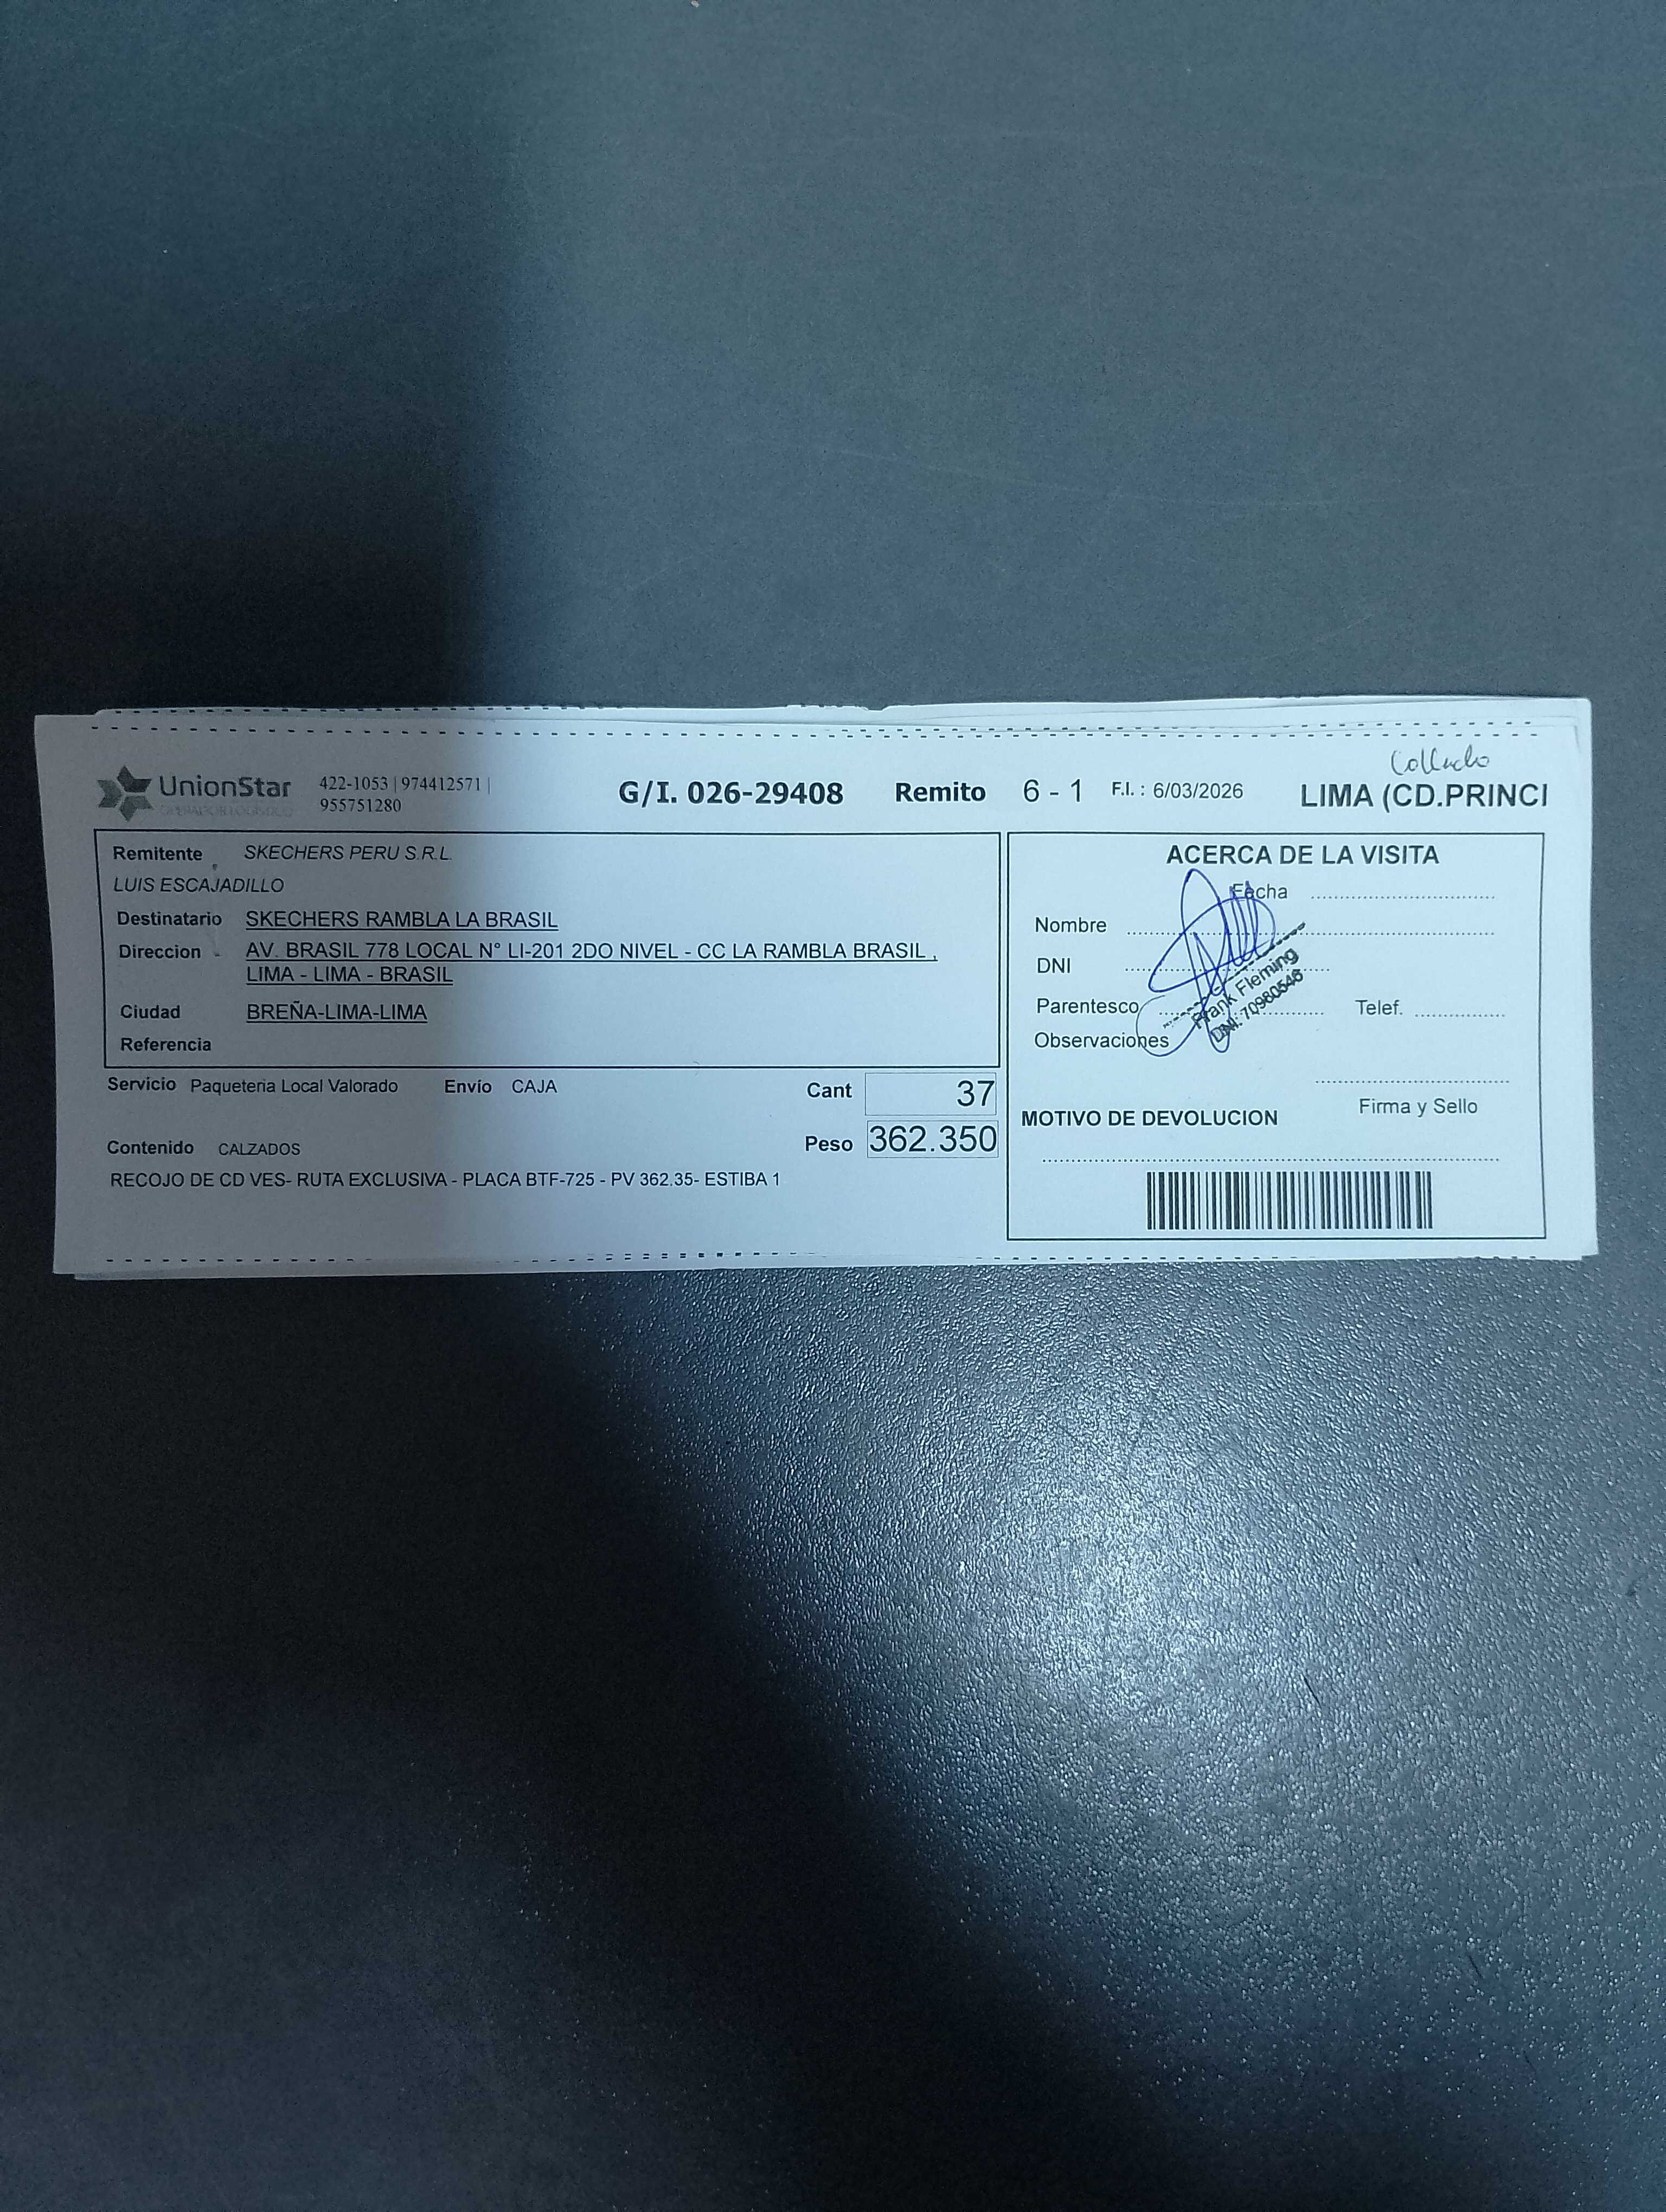 UnionStar
OPERADOR LOGÍSTICO
422-1053 | 974412571 |
955751280
G/I. 026-29408 Remito 6 - 1 F.I. : 6/03/2026
LIMA (CD.PRINCI
Remitente SKECHERS PERU S.R.L.
LUIS ESCAJADILLO
Destinatario SKECHERS RAMBLA LA BRASIL
Direccion AV. BRASIL 778 LOCAL N° LI-201 2DO NIVEL - CC LA RAMBLA BRASIL ,
LIMA - LIMA - BRASIL
Ciudad BREÑA-LIMA-LIMA
Referencia
Servicio Paqueteria Local Valorado Envío CAJA Cant 37
Contenido CALZADOS Peso 362.350
RECOJO DE CD VES- RUTA EXCLUSIVA - PLACA BTF-725 - PV 362.35- ESTIBA 1
ACERCA DE LA VISITA
Fecha
Nombre
DNI
Parentesco Telef.
Observaciones
Frank Fleming
DNI: 70980546
Firma y Sello
MOTIVO DE DEVOLUCION